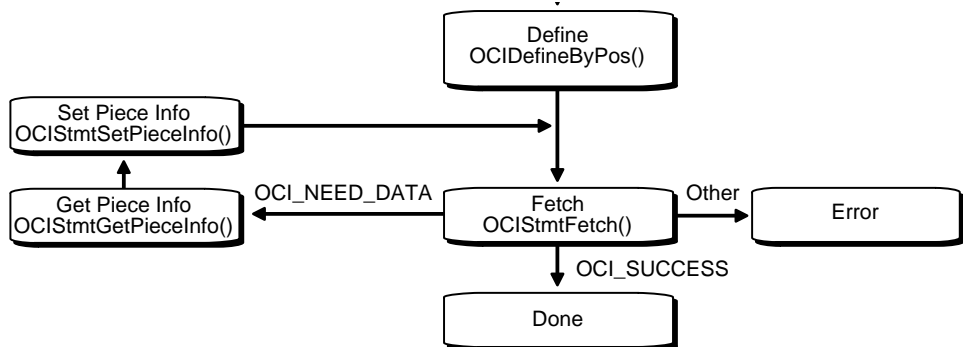 Define
OCIDefineByPos()
Set Piece Info
OCIStmtSetPieceInfo()
OCI_NEED_DATA
Get Piece Info
OCIStmtGetPieceInfo()
Fetch
OCIStmtFetch()
Other
Error
OCI_SUCCESS
Done